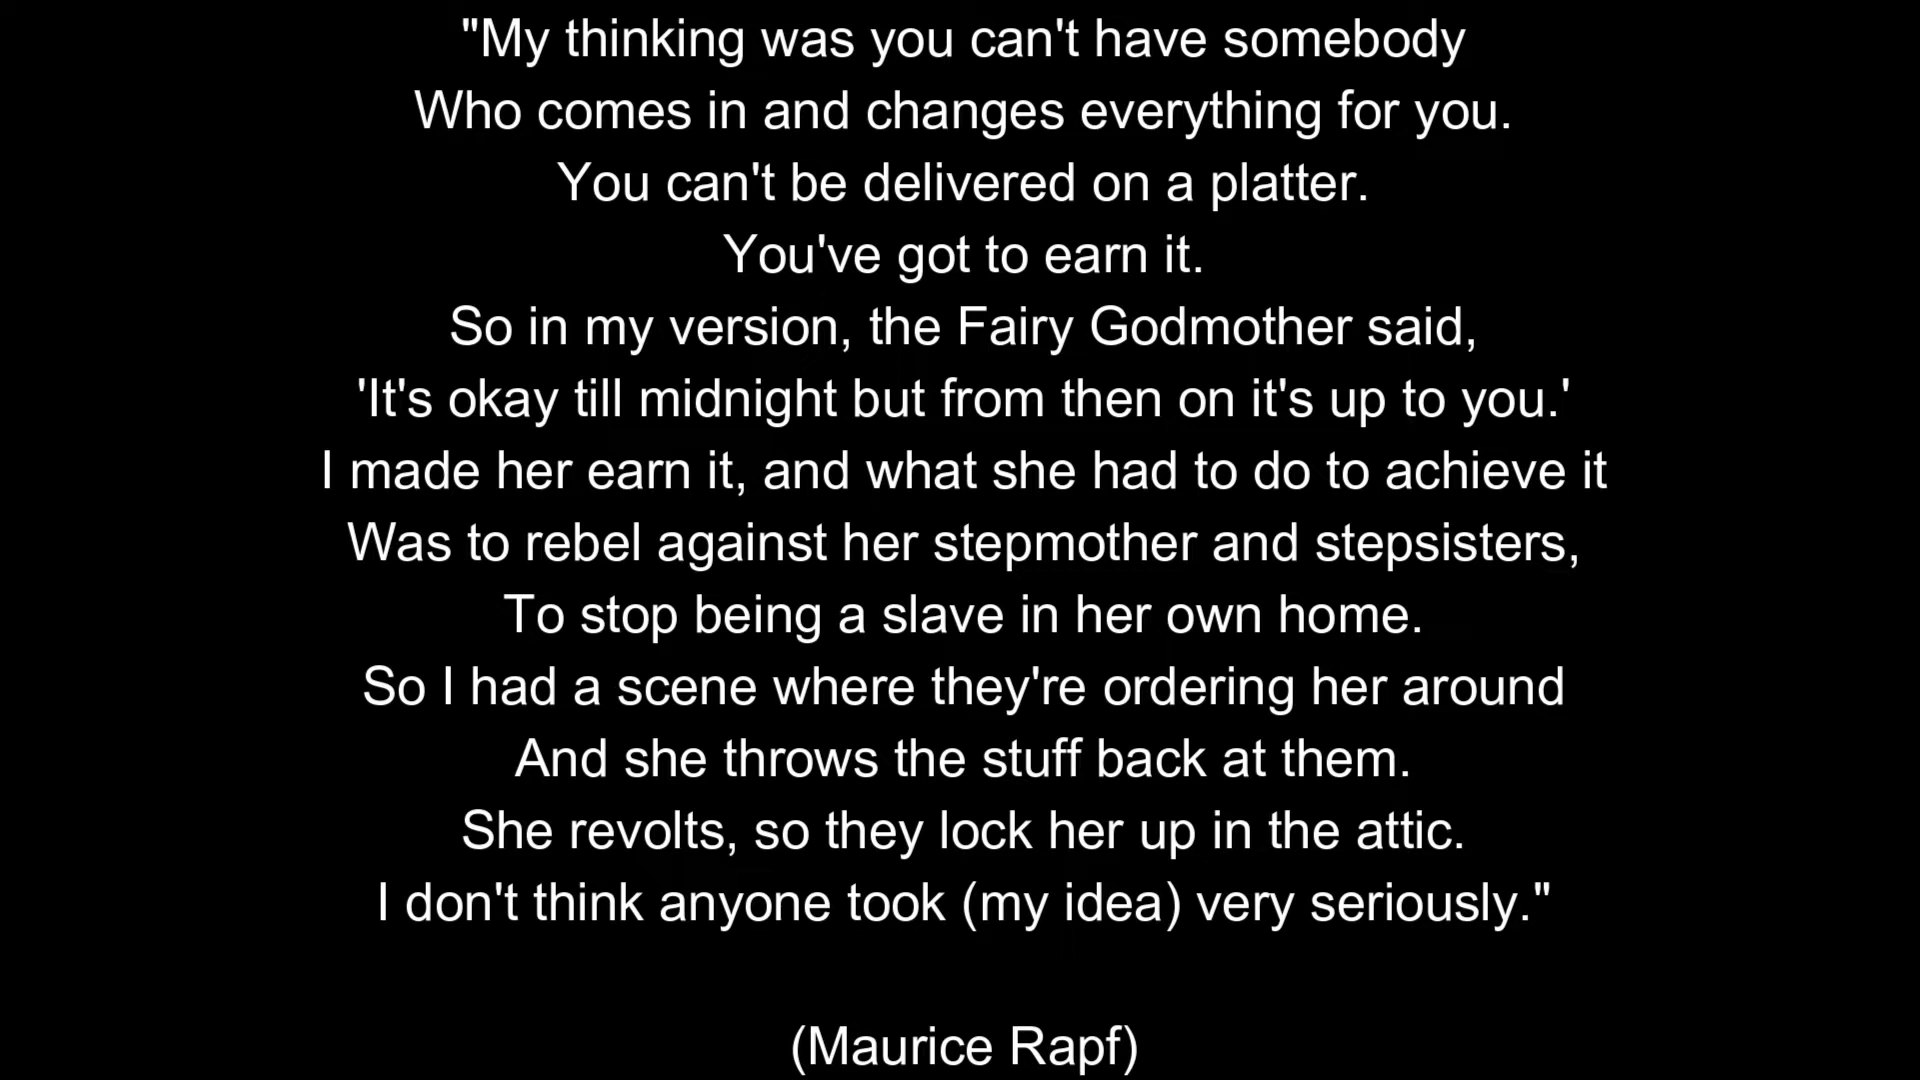 "My thinking was you can't have somebody
Who comes in and changes everything for you.
You can't be delivered on a platter.
You've got to earn it.
So in my version, the Fairy Godmother said,
'It's okay till midnight but from then on it's up to you.'
I made her earn it, and what she had to do to achieve it
Was to rebel against her stepmother and stepsisters,
To stop being a slave in her own home.
So I had a scene where they're ordering her around
And she throws the stuff back at them.
She revolts, so they lock her up in the attic.
I don't think anyone took (my idea) very seriously."
(Maurice Rapf)